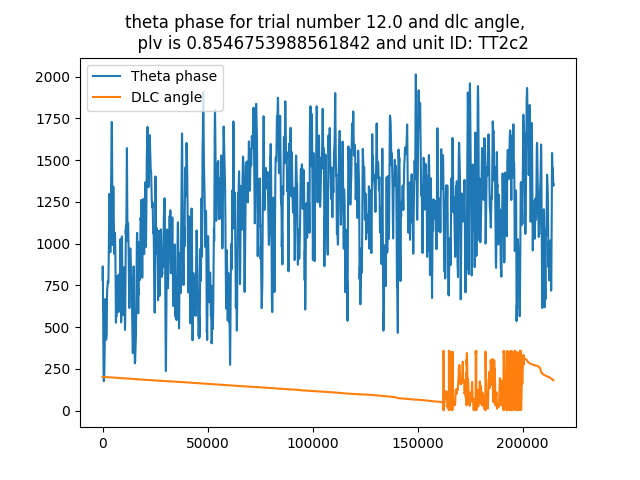 theta phase for trial number 12.0 and dlc angle,
plv is 0.8546753988561842 and unit ID: TT2c2
Theta phase
DLC angle
2000
1750
1500
1250
1000
750
500
250
0
0 50000 100000 150000 200000